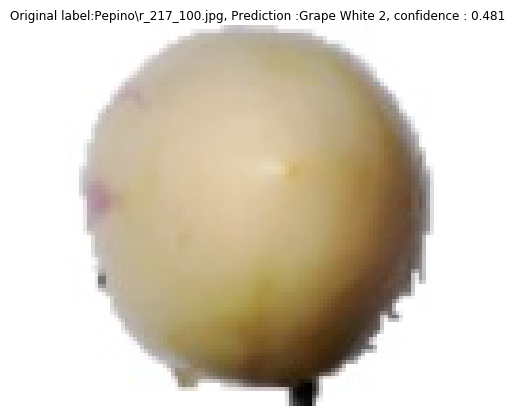 Original label:Pepino\r_217_100.jpg, Prediction :Grape White 2, confidence : 0.481